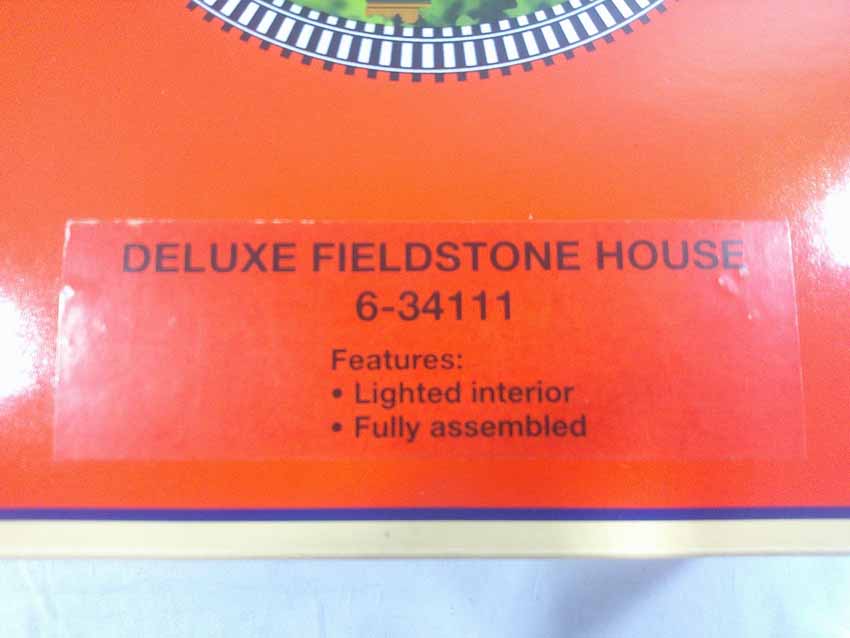 DELUXE FIELDSTONE HOUSE
6-34111
Features:
• Lighted interior
• Fully assembled